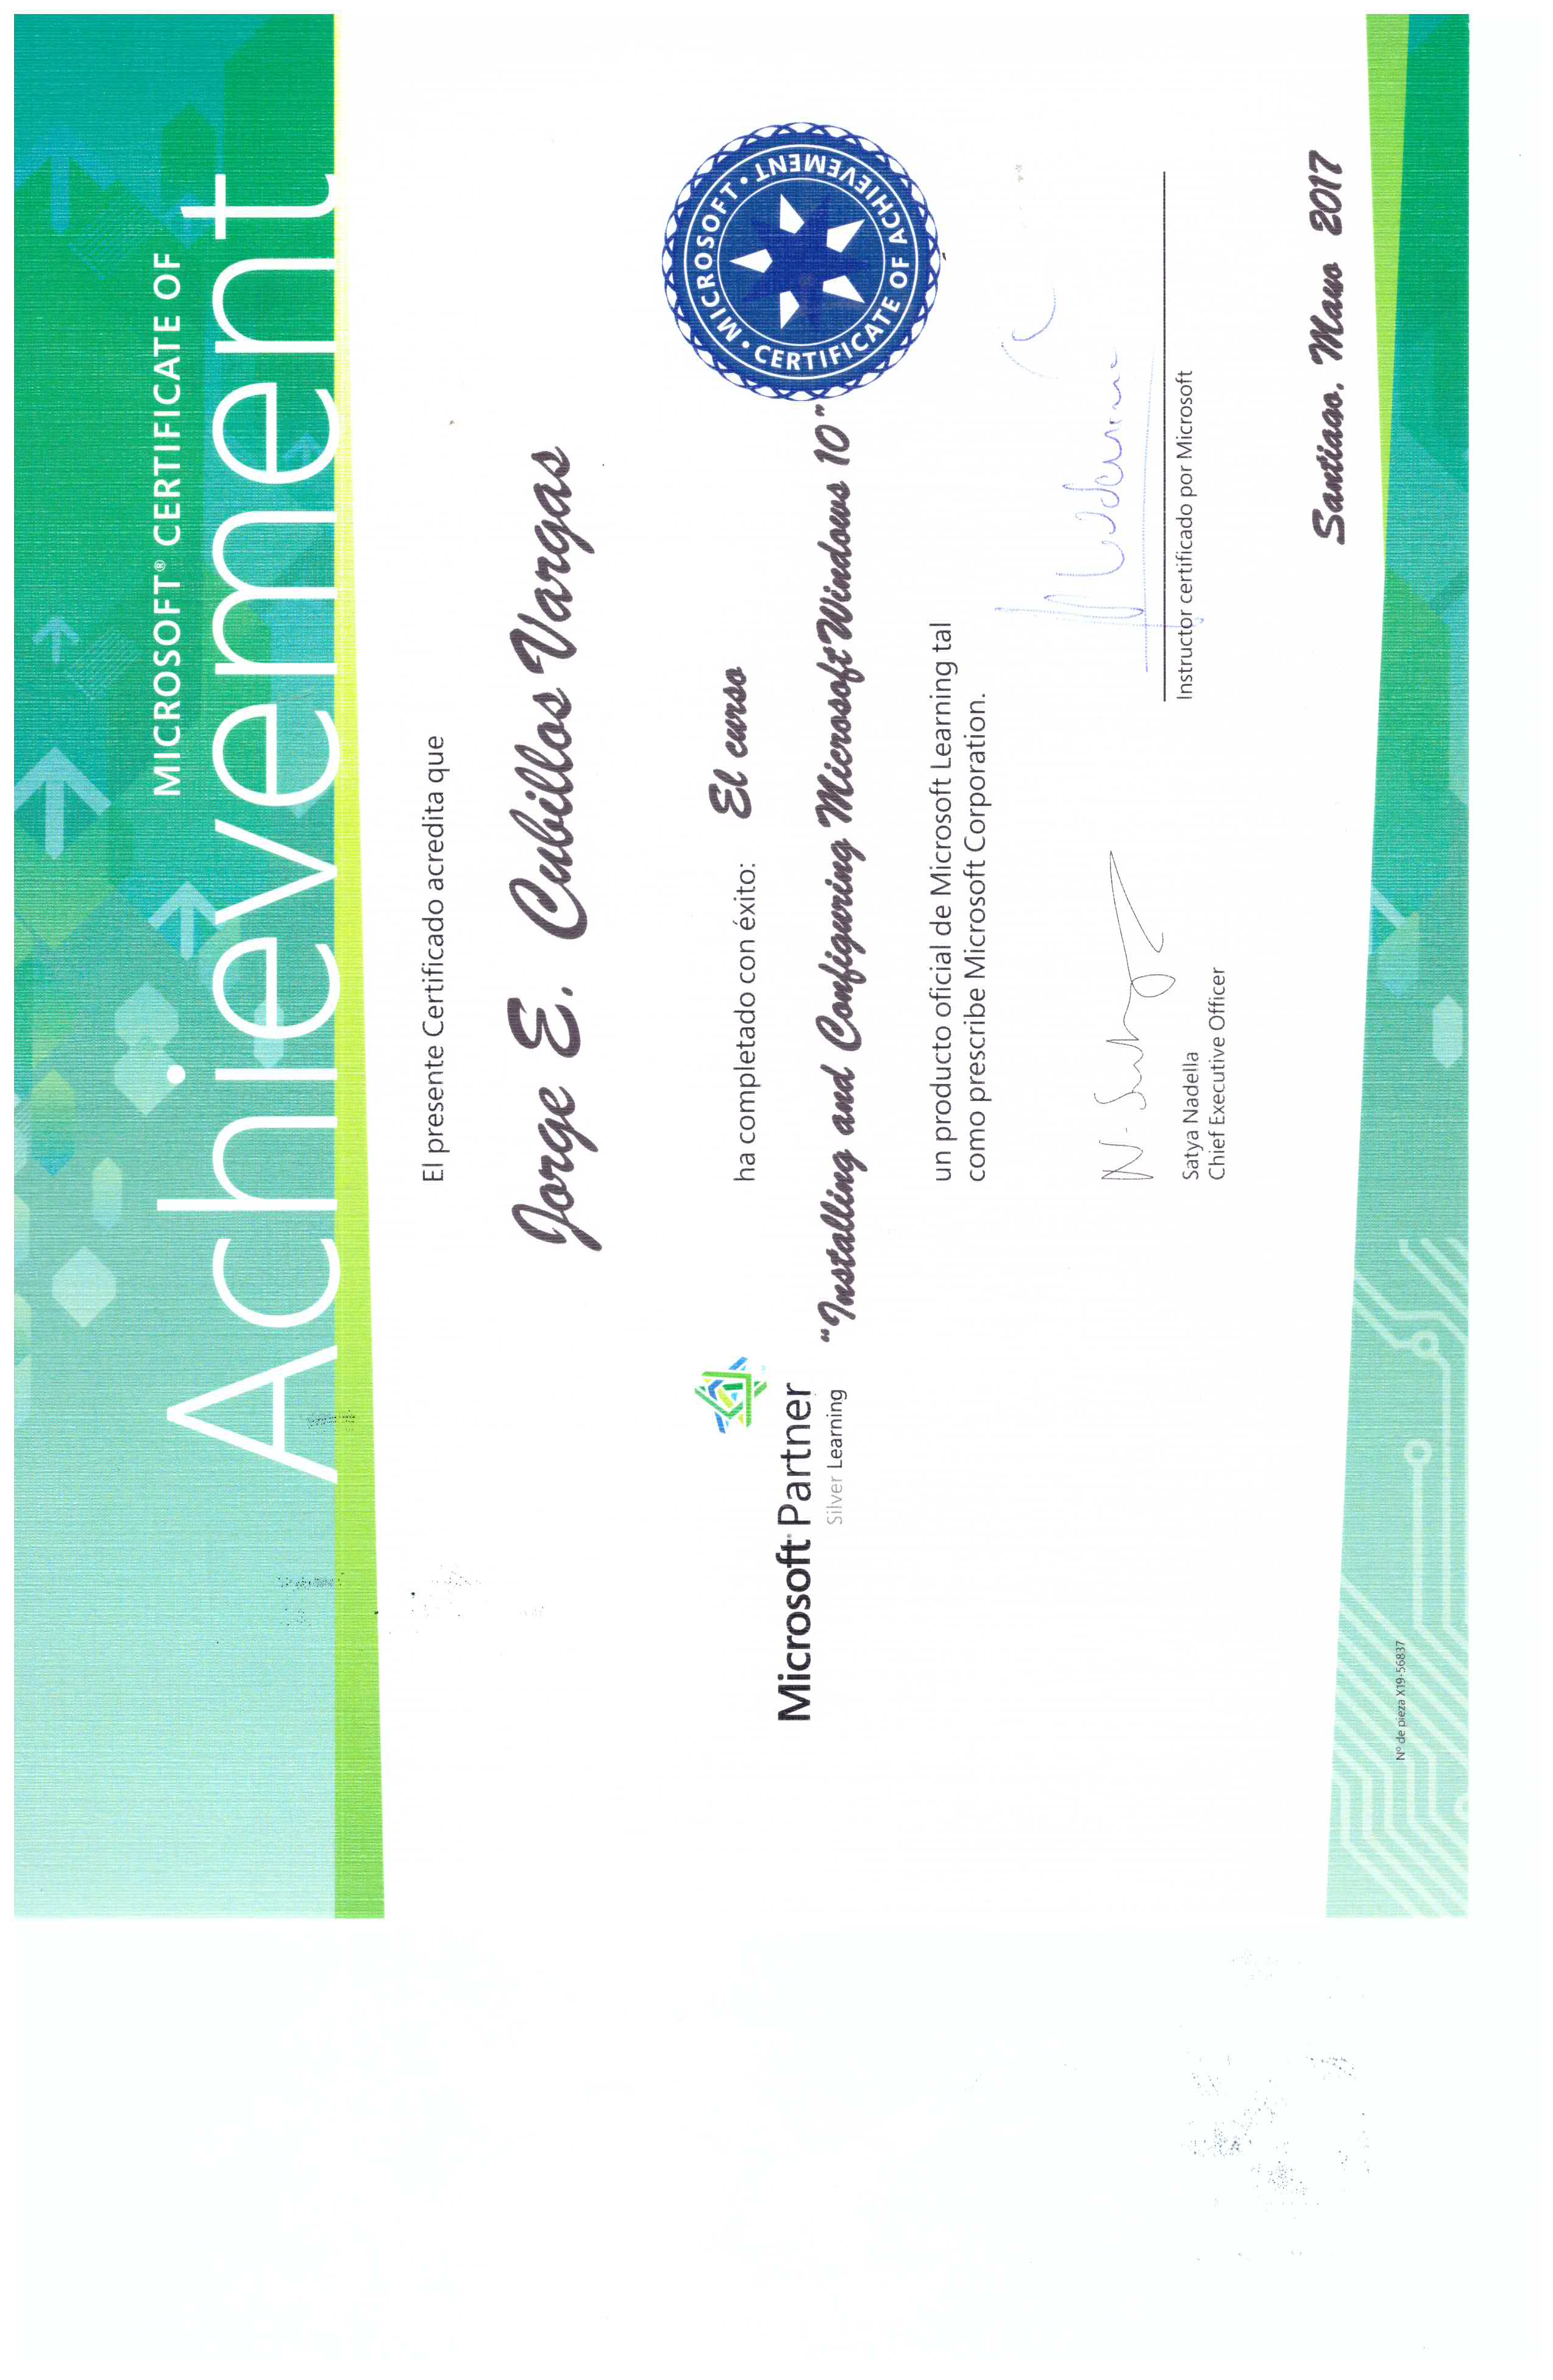 MICROSOFT® CERTIFICATE OF
Achievement
El presente Certificado acredita que
Jorge E. Cubillos Vargas
ha completado con éxito: El curso
Microsoft Partner
Silver Learning
"Installing and Configuring Microsoft Windows 10"
MICROSOFT • CERTIFICATE OF ACHIEVEMENT •
un producto oficial de Microsoft Learning tal
como prescribe Microsoft Corporation.
Satya Nadella
Chief Executive Officer
Instructor certificado por Microsoft
Santiago, Mayo 2017
Nº de pieza X19-56837